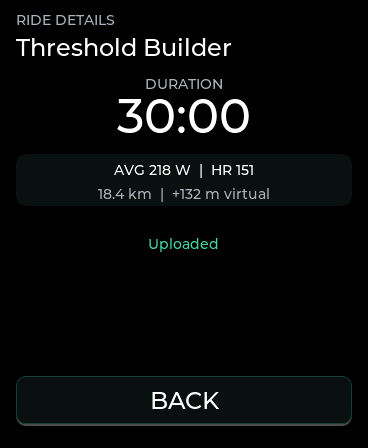 RIDE DETAILS
Threshold Builder
DURATION
30:00
AVG 218 W | HR 151
18.4 km | +132 m virtual
Uploaded
BACK